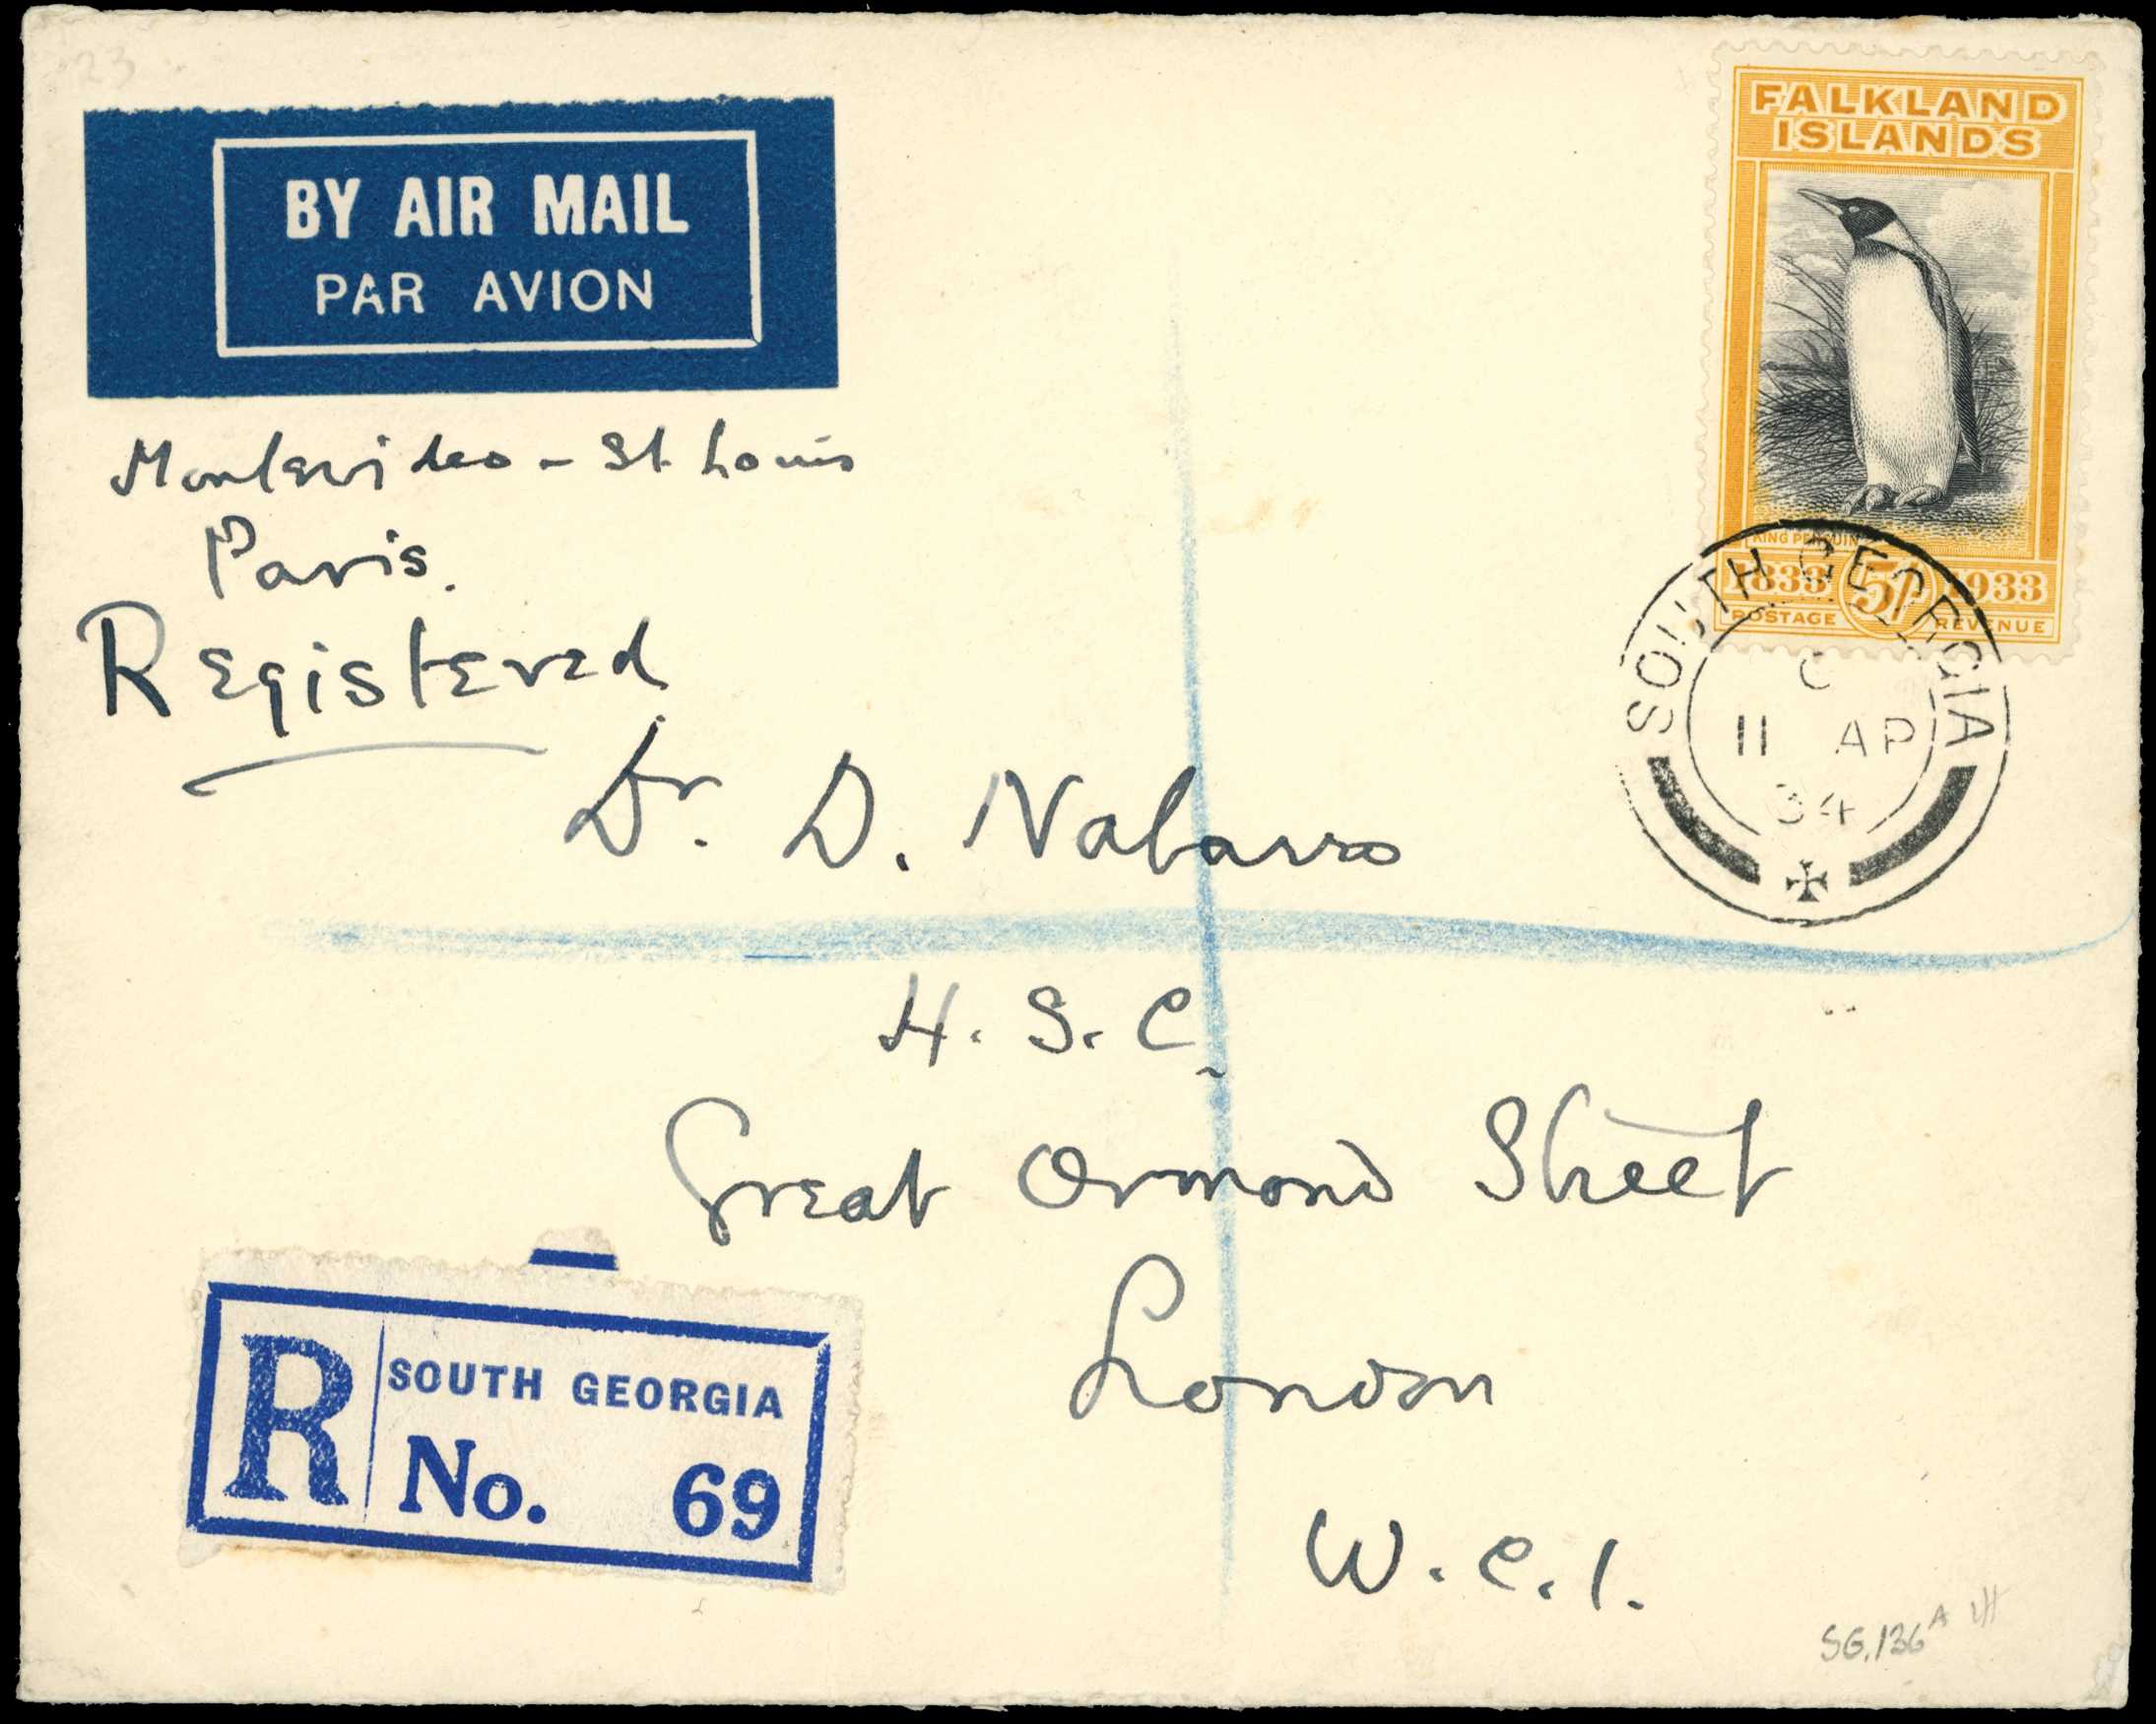 23
BY AIR MAIL
PAR AVION
Montevideo - St Louis
Paris.
Registered
FALKLAND
ISLANDS
KING PENGUIN
1833 5/- 1933
POSTAGE REVENUE
SOUTH GEORGIA
C
11 AP
34
Dr. D. Nabarro
H. S. C.
Great Ormond Street
London
W.C.1.
R SOUTH GEORGIA
No. 69
SG.136A